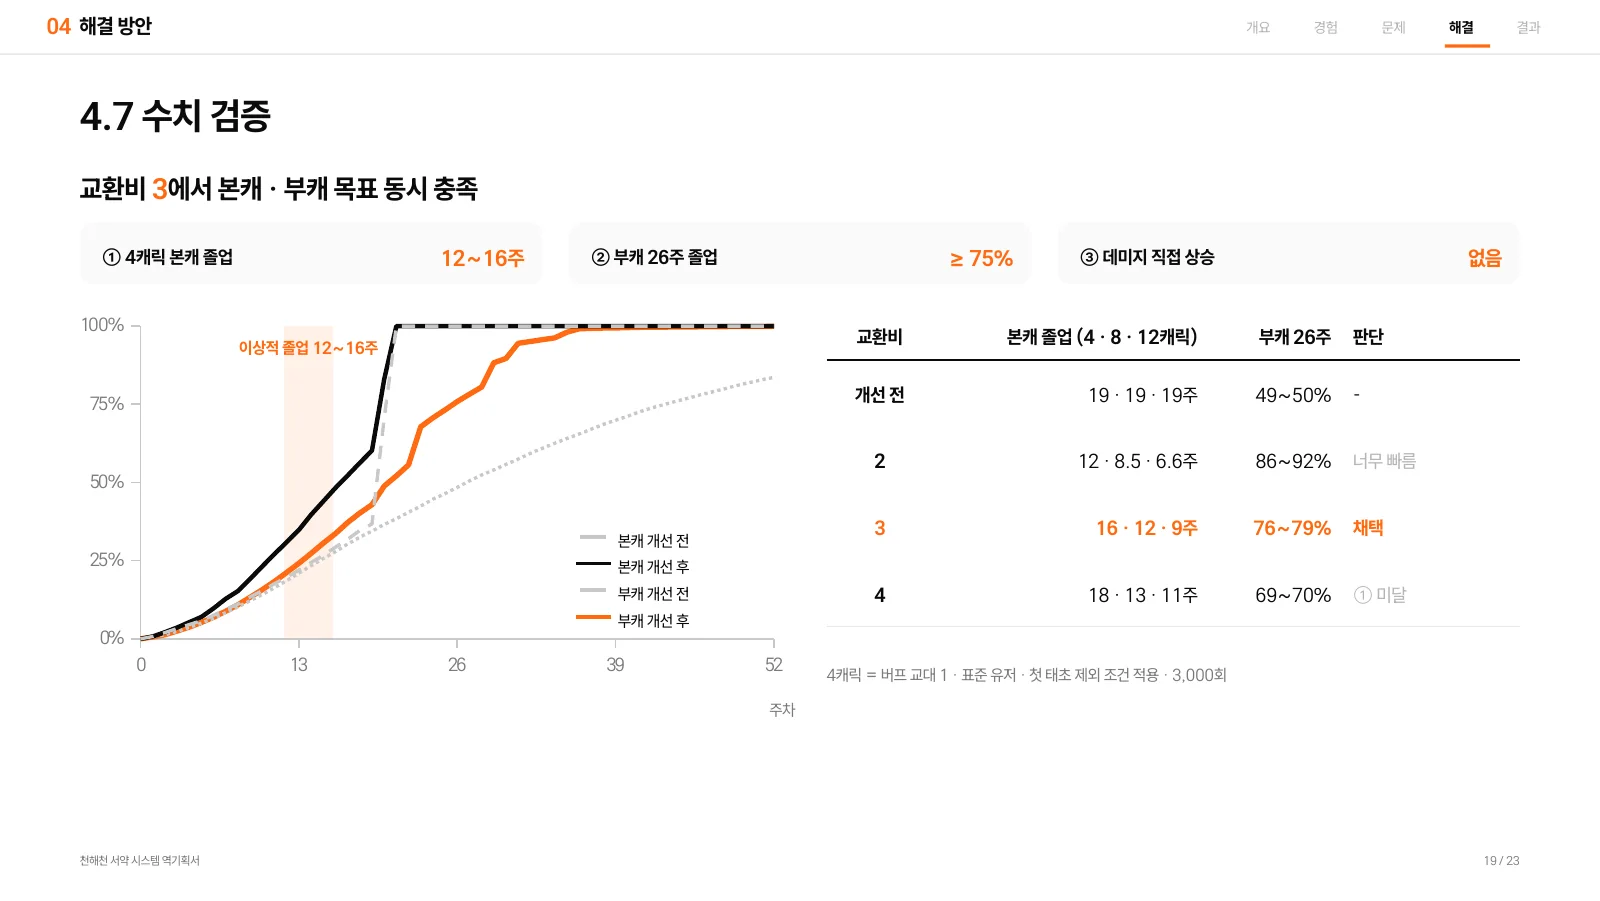 04 해결 방안
개요 경험 문제 해결 결과
4.7 수치 검증
교환비 3에서 본캐 · 부캐 목표 동시 충족
① 4캐릭 본캐 졸업 12~16주
② 부캐 26주 졸업 ≥ 75%
③ 데미지 직접 상승 없음
100%
75%
50%
25%
0%
이상적 졸업 12~16주
본캐 개선 전
본캐 개선 후
부캐 개선 전
부캐 개선 후
0 13 26 39 52
주차
교환비 본캐 졸업 (4 · 8 · 12캐릭) 부캐 26주 판단
개선 전 19 · 19 · 19주 49~50% -
2 12 · 8.5 · 6.6주 86~92% 너무 빠름
3 16 · 12 · 9주 76~79% 채택
4 18 · 13 · 11주 69~70% ① 미달
4캐릭 = 버프 교대 1 · 표준 유저 · 첫 태초 제외 조건 적용 · 3,000회
천해천 서약 시스템 역기획서
19 / 23